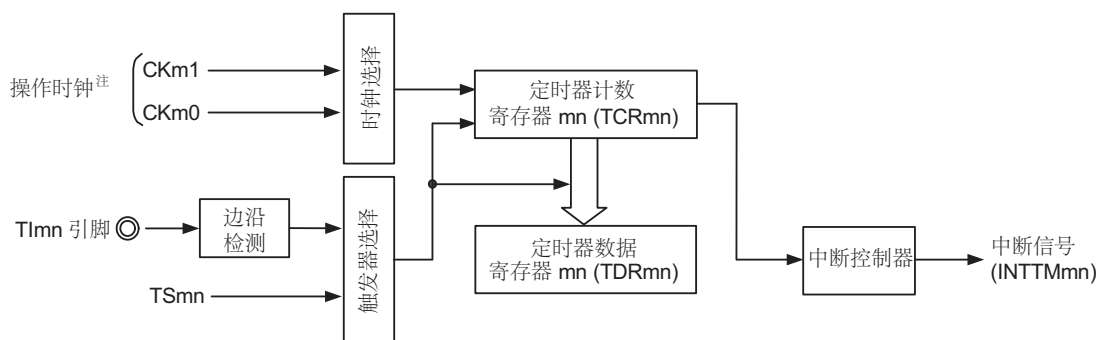 操作时钟注
CKm1
CKm0
时钟选择
定时器计数
寄存器 mn (TCRmn)
TImn 引脚
边沿
检测
TSmn
触发器选择
定时器数据
寄存器 mn (TDRmn)
中断控制器
中断信号
(INTTMmn)